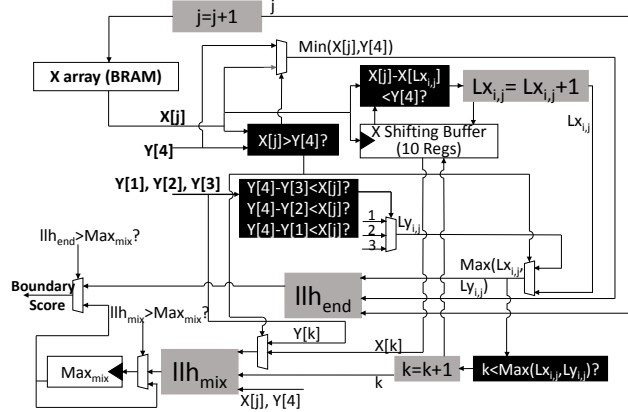 j=j+1
j
Min(X[j],Y[4])
X array (BRAM)
X[j]-X[Lx_{i,j}]
<Y[4]?
Lx_{i,j}= Lx_{i,j}+1
X[j]
Lx_{i,j}
X[j]>Y[4]?
X Shifting Buffer
(10 Regs)
Y[4]
Y[1], Y[2], Y[3]
Y[4]-Y[3]<X[j]?
Y[4]-Y[2]<X[j]?
Y[4]-Y[1]<X[j]?
1
2
3
Ly_{i,j}
llh_{end}>Max_{mix}?
Max(Lx_{i,j},
Ly_{i,j})
Boundary
Score
llh_{end}
llh_{mix}>Max_{mix}?
Y[k]
X[k]
Max_{mix}
llh_{mix}
k=k+1
k<Max(Lx_{i,j},Ly_{i,j})?
k
X[j], Y[4]